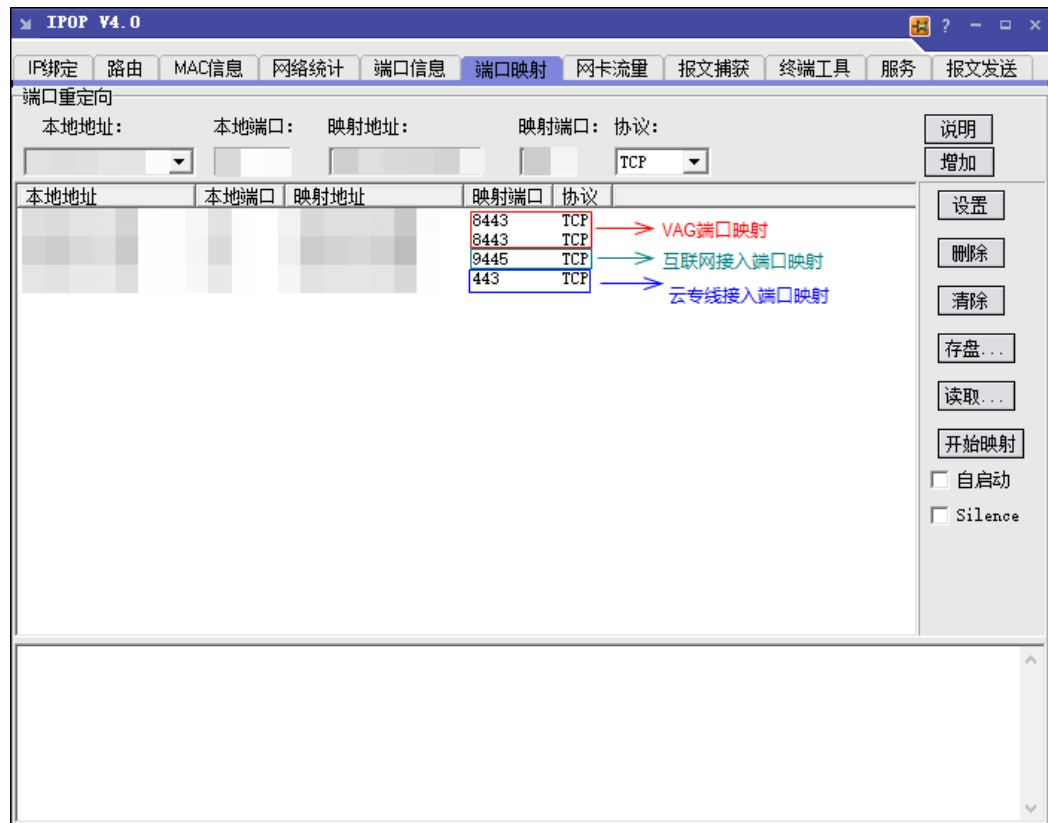 IPOP V4.0
IP绑定 路由 MAC信息 网络统计 端口信息 端口映射 网卡流量 报文捕获 终端工具 服务 报文发送
端口重定向
本地地址： 本地端口： 映射地址： 映射端口： 协议： 说明
TCP 增加
本地地址 本地端口 映射地址 映射端口 协议 设置
8443 TCP VAG端口映射
8443 TCP
9445 TCP 互联网接入端口映射 删除
443 TCP 云专线接入端口映射
清除
存盘...
读取...
开始映射
自启动
Silence